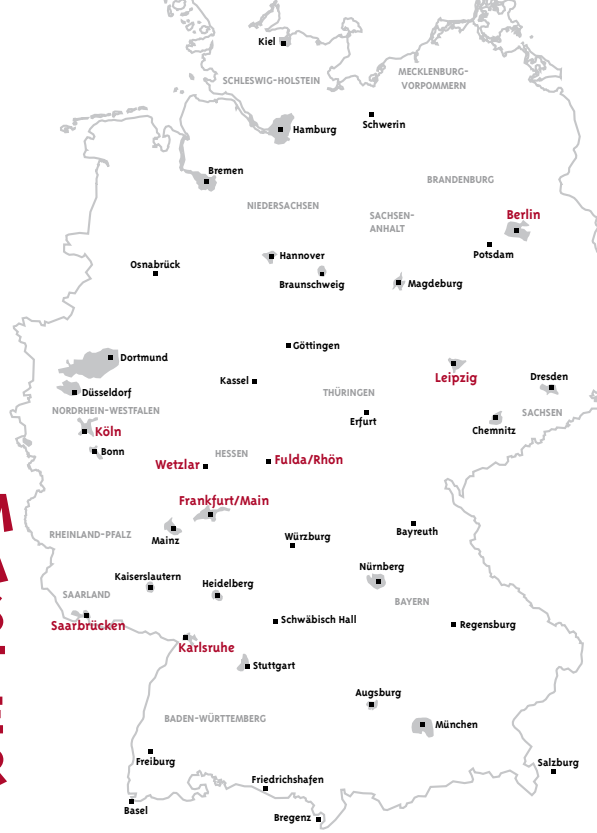 Kiel
SCHLESWIG-HOLSTEIN
MECKLENBURG-
VORPOMMERN
Hamburg
Schwerin
Bremen
BRANDENBURG
NIEDERSACHSEN
SACHSEN-
ANHALT
Berlin
Potsdam
Hannover
Osnabrück
Braunschweig
Magdeburg
Göttingen
Dortmund
Leipzig
Dresden
Kassel
Düsseldorf
THÜRINGEN
NORDRHEIN-WESTFALEN
SACHSEN
Erfurt
Chemnitz
Köln
Bonn
HESSEN
Wetzlar
Fulda/Rhön
Frankfurt/Main
RHEINLAND-PFALZ
Mainz
Würzburg
Bayreuth
Nürnberg
Kaiserslautern
Heidelberg
SAARLAND
BAYERN
Saarbrücken
Schwäbisch Hall
Regensburg
Karlsruhe
Stuttgart
Augsburg
BADEN-WÜRTTEMBERG
München
Freiburg
Salzburg
Friedrichshafen
Basel
Bregenz